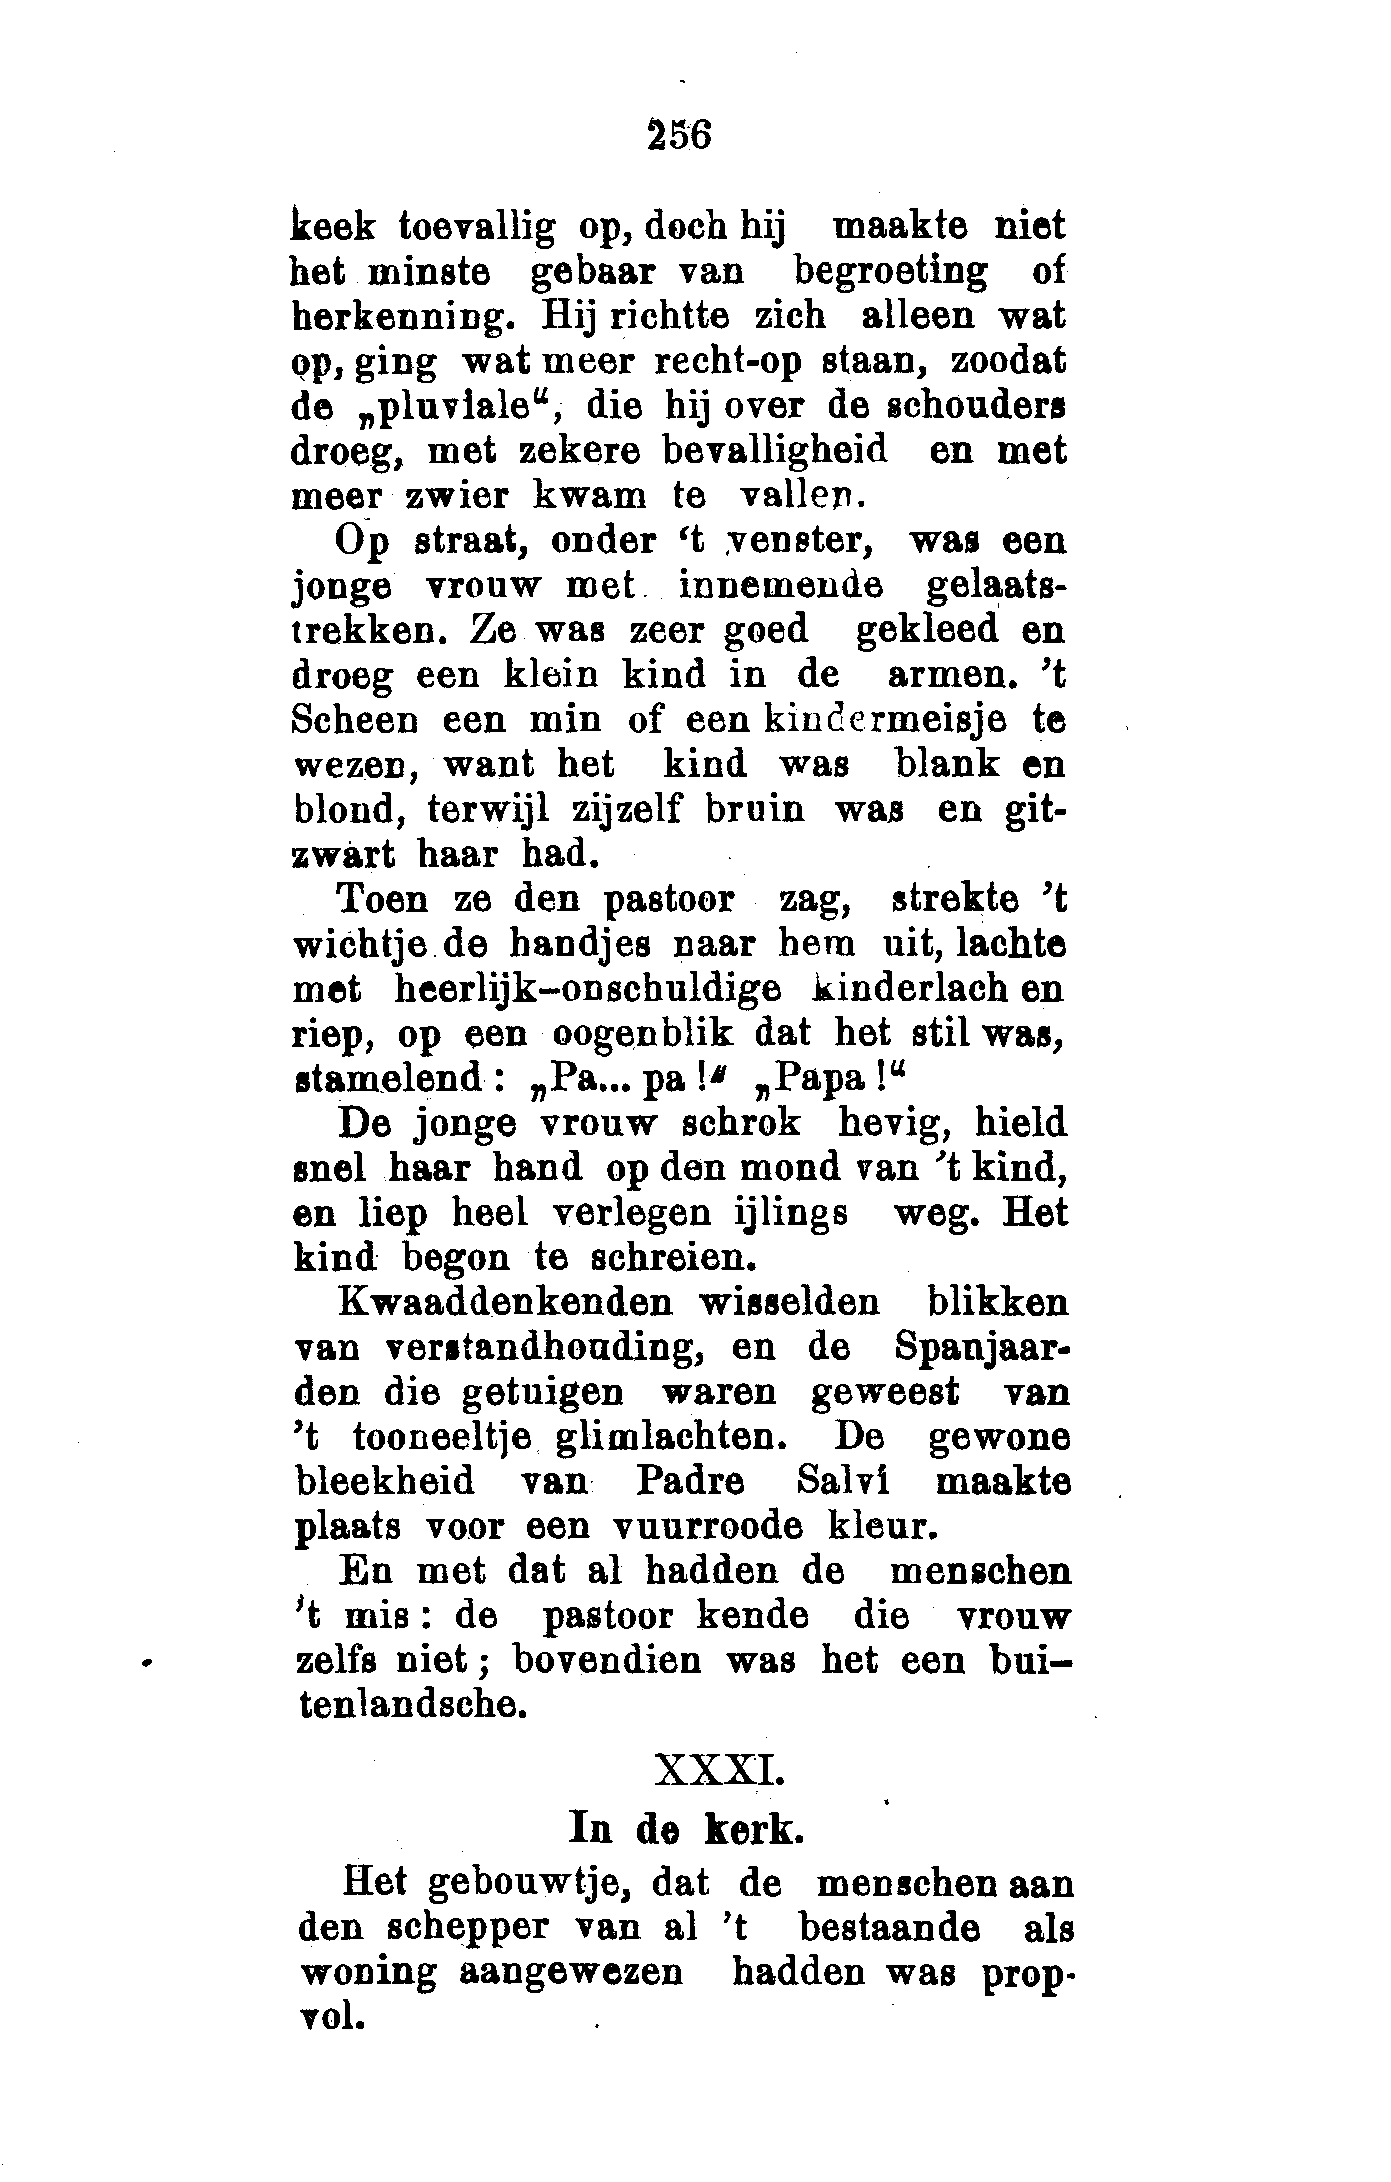 256
keek toevallig op, doch hij maakte niet
het minste gebaar van begroeting of
herkenning. Hij richtte zich alleen wat
op, ging wat meer recht-op staan, zoodat
de „pluviale“, die hij over de schouders
droeg, met zekere bevalligheid en met
meer zwier kwam te vallen.
Op straat, onder ‘t venster, was een
jonge vrouw met innemende gelaats-
trekken. Ze was zeer goed gekleed en
droeg een klein kind in de armen. ’t
Scheen een min of een kindermeisje te
wezen, want het kind was blank en
blond, terwijl zijzelf bruin was en git-
zwart haar had.
Toen ze den pastoor zag, strekte ’t
wichtje de handjes naar hem uit, lachte
met heerlijk-onschuldige kinderlach en
riep, op een oogenblik dat het stil was,
stamelend : „Pa... pa !“ „Papa !“
De jonge vrouw schrok hevig, hield
snel haar hand op den mond van ’t kind,
en liep heel verlegen ijlings weg. Het
kind begon te schreien.
Kwaaddenkenden wisselden blikken
van verstandhouding, en de Spanjaar-
den die getuigen waren geweest van
’t tooneeltje glimlachten. De gewone
bleekheid van Padre Salvi maakte
plaats voor een vuurroode kleur.
En met dat al hadden de menschen
’t mis : de pastoor kende die vrouw
zelfs niet ; bovendien was het een bui-
tenlandsche.
XXXI.
In de kerk.
Het gebouwtje, dat de menschen aan
den schepper van al ’t bestaande als
woning aangewezen hadden was prop-
vol.